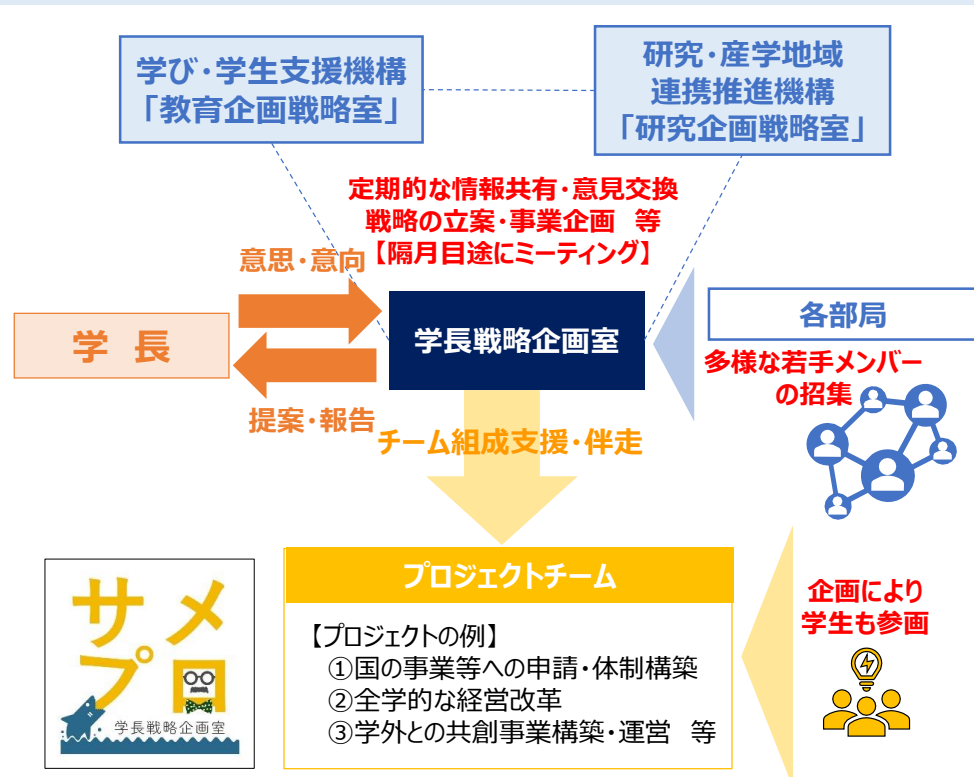 学び・学生支援機構
「教育企画戦略室」
研究・産学地域
連携推進機構
「研究企画戦略室」
定期的な情報共有・意見交換
戦略の立案・事業企画　等
【隔月目途にミーティング】
意思・意向
学　長
学長戦略企画室
各部局
提案・報告
多様な若手メンバー
の招集
チーム組成支援・伴走
プロジェクトチーム
【プロジェクトの例】
①国の事業等への申請・体制構築
②全学的な経営改革
③学外との共創事業構築・運営　等
企画により
学生も参画
サメ
プロ
学長戦略企画室